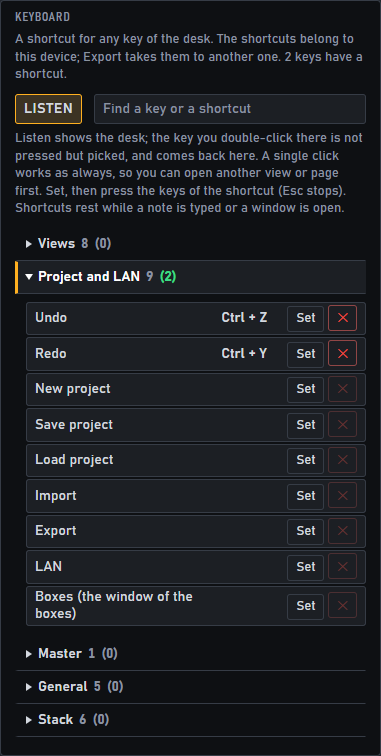 KEYBOARD
A shortcut for any key of the desk. The shortcuts belong to
this device; Export takes them to another one. 2 keys have a
shortcut.
LISTEN
Find a key or a shortcut
Listen shows the desk; the key you double-click there is not
pressed but picked, and comes back here. A single click
works as always, so you can open another view or page
first. Set, then press the keys of the shortcut (Esc stops).
Shortcuts rest while a note is typed or a window is open.
Views 8 (0)
Project and LAN 9 (2)
Undo Ctrl + Z Set
Redo Ctrl + Y Set
New project Set
Save project Set
Load project Set
Import Set
Export Set
LAN Set
Boxes (the window of the
boxes) Set
Master 1 (0)
General 5 (0)
Stack 6 (0)